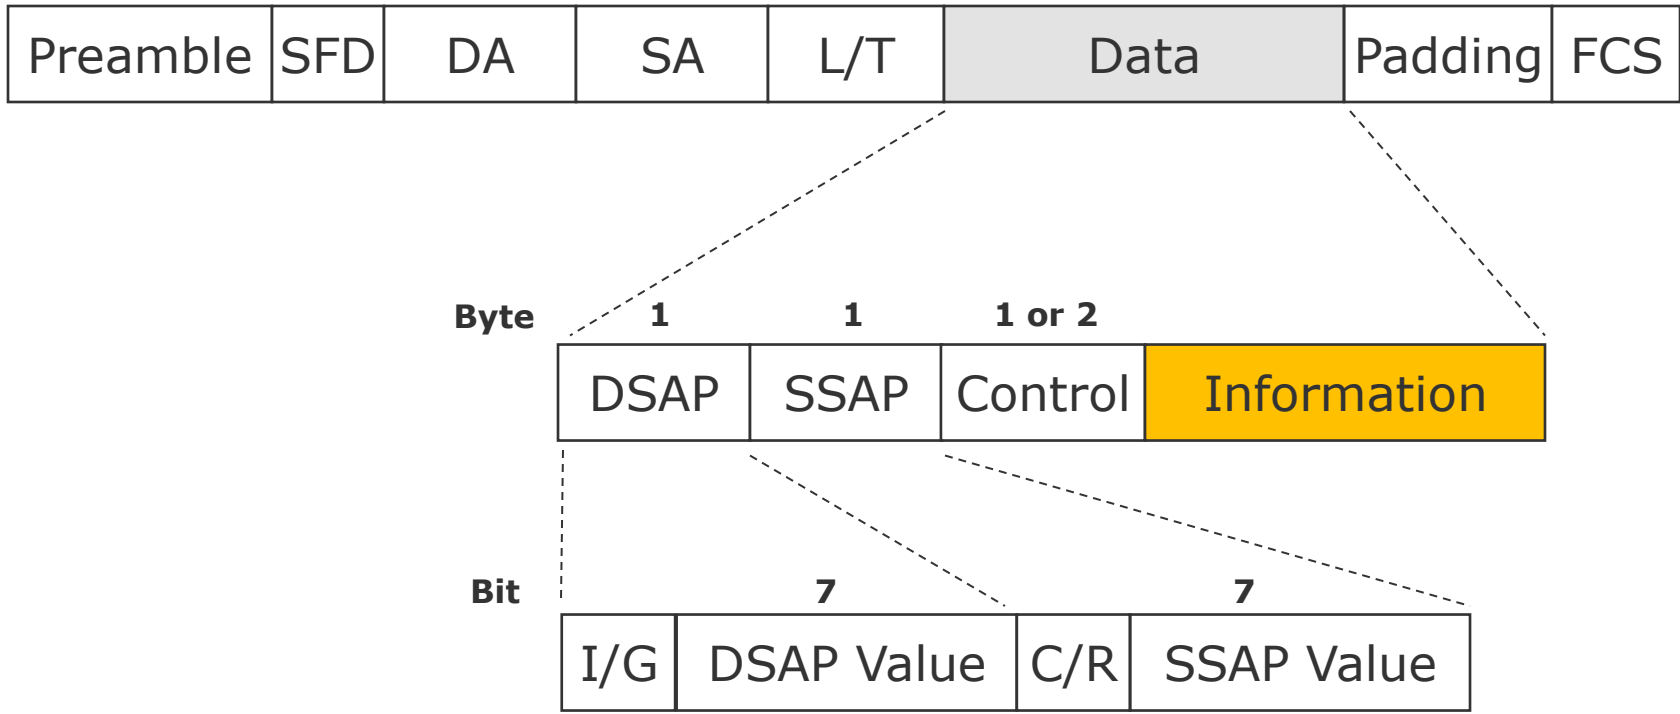 Preamble SFD DA SA L/T Data Padding FCS
Byte 1 1 1 or 2
DSAP SSAP Control Information
Bit 7 7
I/G DSAP Value C/R SSAP Value